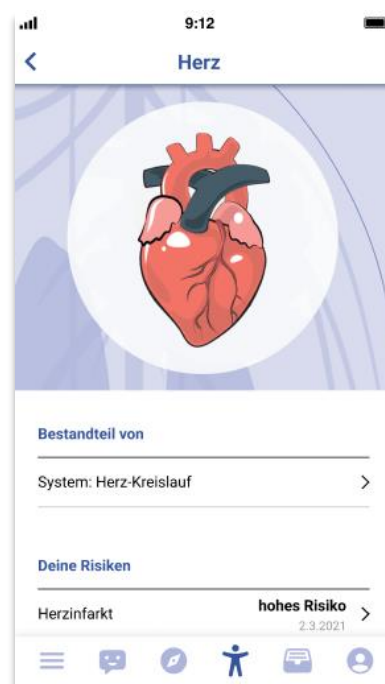 9:12
Herz
Bestandteil von
System: Herz-Kreislauf
Deine Risiken
Herzinfarkt hohes Risiko
2.3.2021